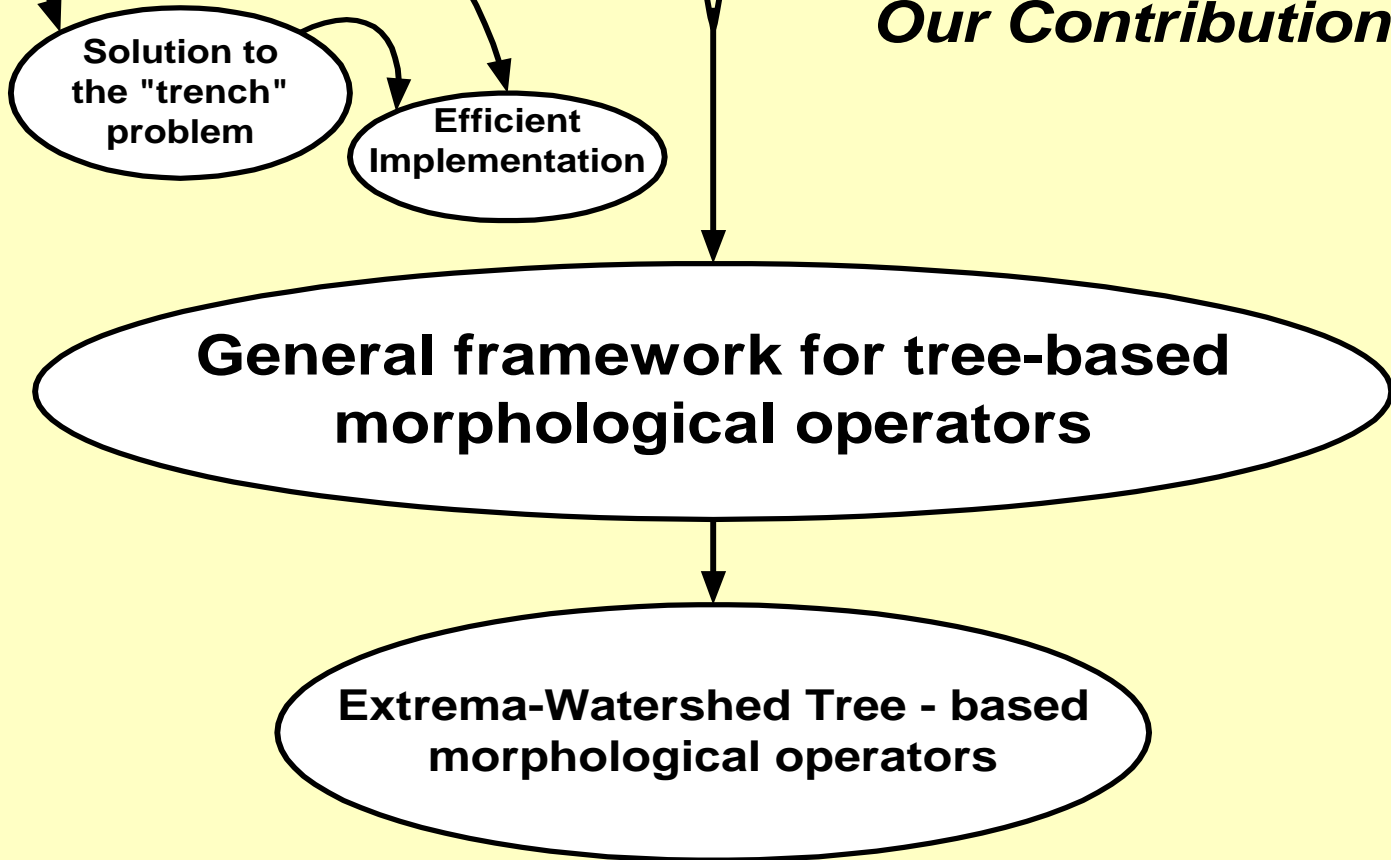 Our Contribution
Solution to
the "trench"
problem
Efficient
Implementation
General framework for tree-based
morphological operators
Extrema-Watershed Tree - based
morphological operators